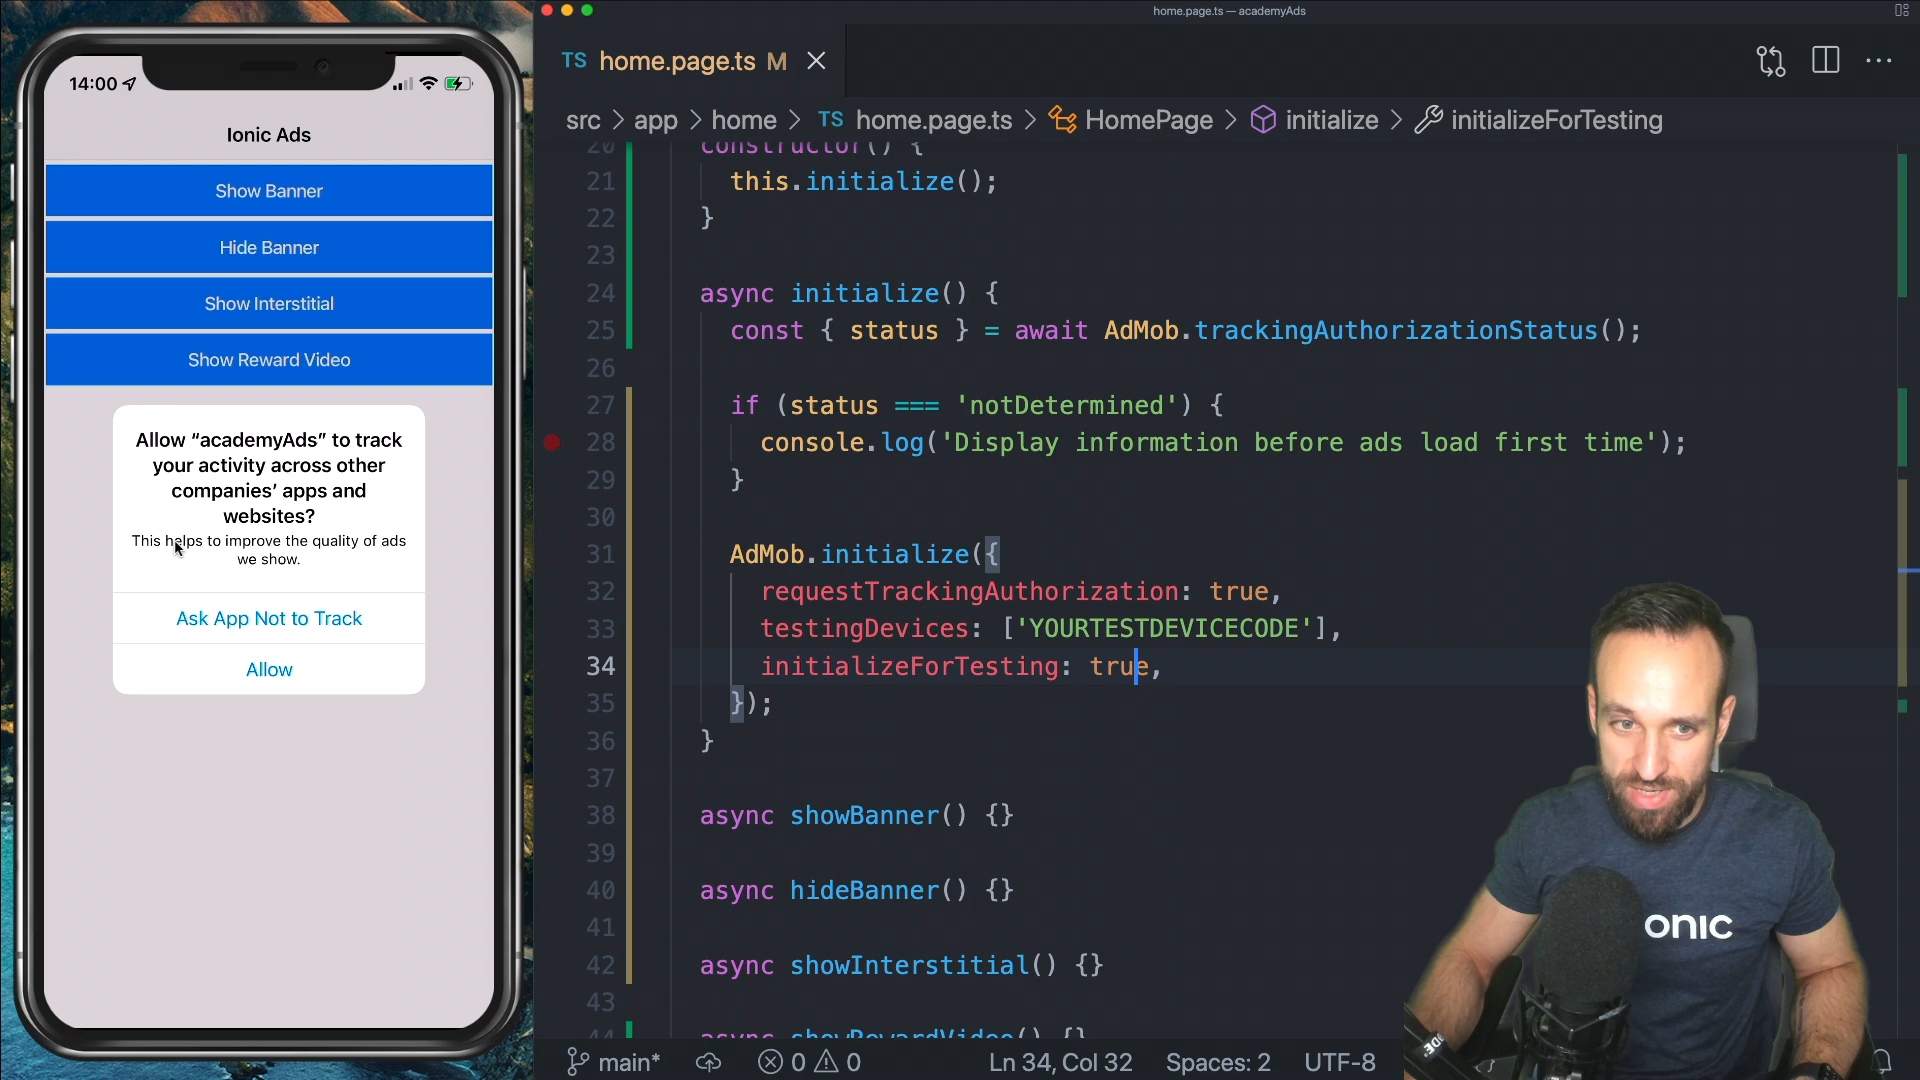 14:00
Ionic Ads
Show Banner
Hide Banner
Show Interstitial
Show Reward Video
Allow “academyAds” to track
your activity across other
companies’ apps and
websites?
This helps to improve the quality of ads
we show.
Ask App Not to Track
Allow
home.page.ts — academyAds
TS home.page.ts M
src > app > home > TS home.page.ts > HomePage > initialize > initializeForTesting
20 constructor() {
21 this.initialize();
22 }
23
24 async initialize() {
25 const { status } = await AdMob.trackingAuthorizationStatus();
26
27 if (status === 'notDetermined') {
28 console.log('Display information before ads load first time');
29 }
30
31 AdMob.initialize({
32 requestTrackingAuthorization: true,
33 testingDevices: ['YOURTESTDEVICECODE'],
34 initializeForTesting: true,
35 });
36 }
37
38 async showBanner() {}
39
40 async hideBanner() {}
41
42 async showInterstitial() {}
43
44 async showRewardVideo() {}
onic
main* 0 0 Ln 34, Col 32 Spaces: 2 UTF-8